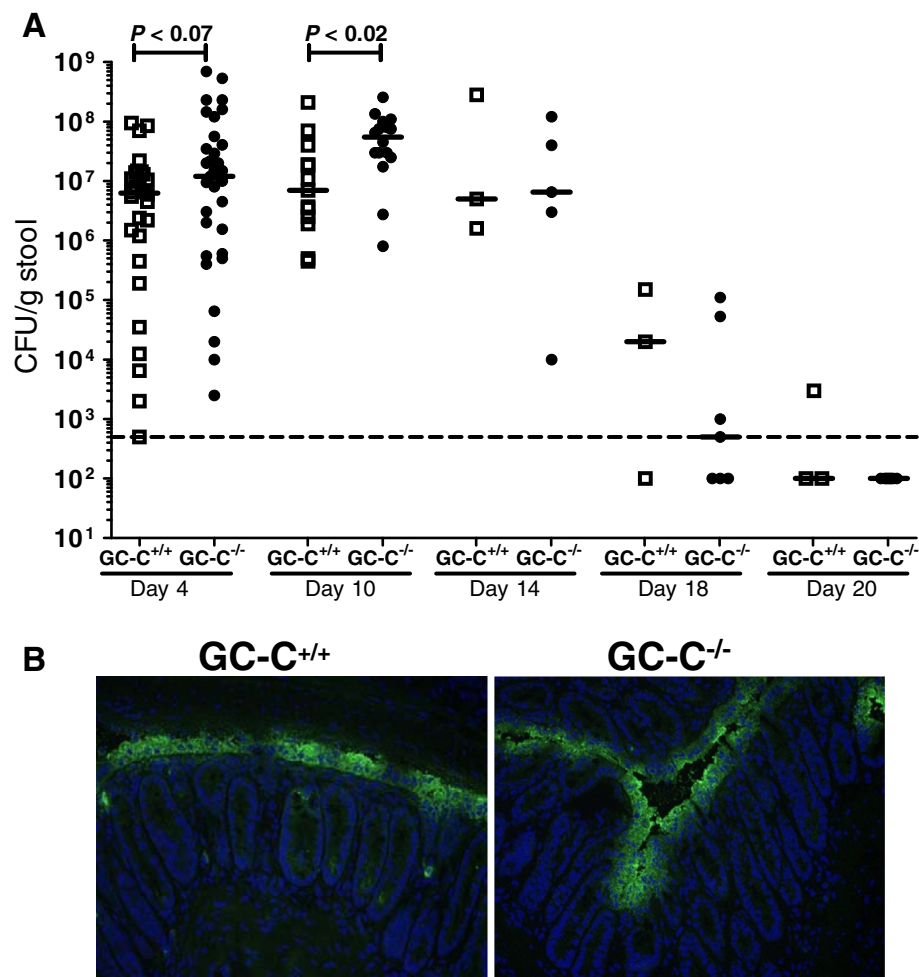 A
P < 0.07
P < 0.02
10⁹
10⁸
10⁷
10⁶
10⁵
10⁴
10³
10²
10¹
CFU/g stool
GC-C⁺/⁺ GC-C⁻/⁻ GC-C⁺/⁺ GC-C⁻/⁻ GC-C⁺/⁺ GC-C⁻/⁻ GC-C⁺/⁺ GC-C⁻/⁻ GC-C⁺/⁺ GC-C⁻/⁻
Day 4 Day 10 Day 14 Day 18 Day 20
B
GC-C⁺/⁺ GC-C⁻/⁻